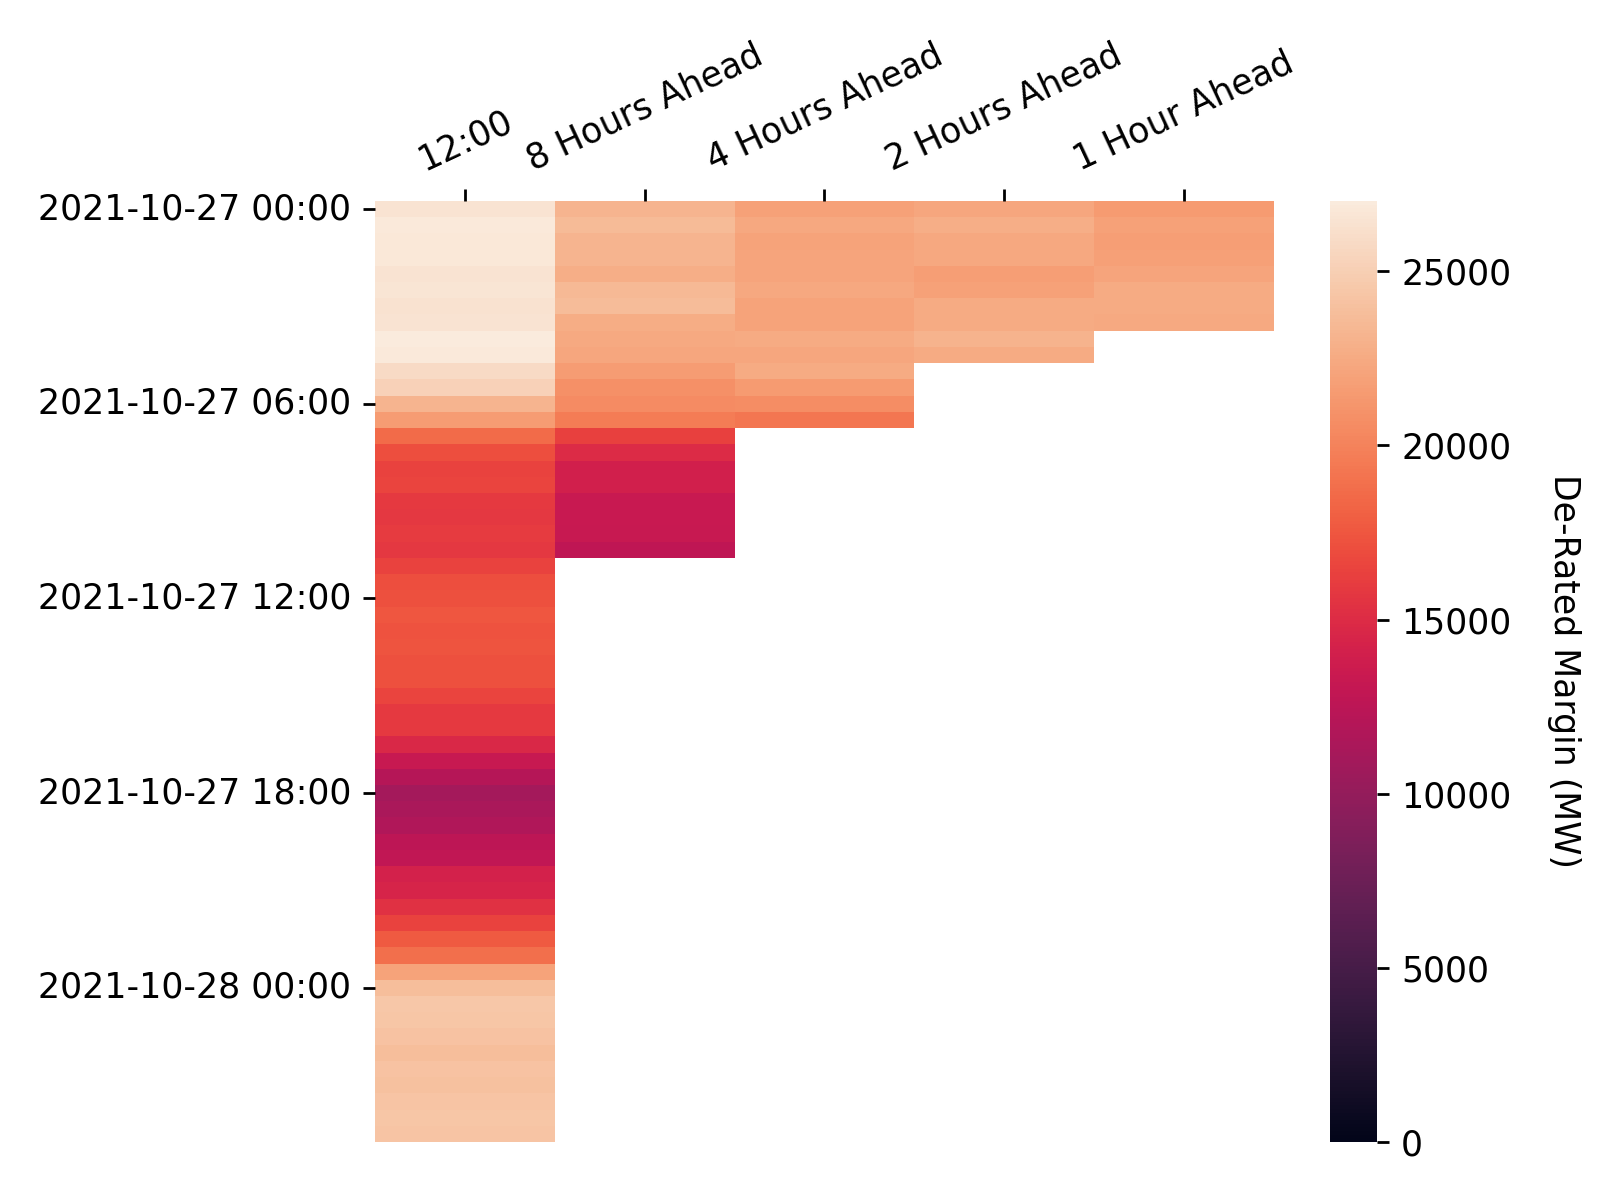 12:00
8 Hours Ahead
4 Hours Ahead
2 Hours Ahead
1 Hour Ahead
2021-10-27 00:00
2021-10-27 06:00
2021-10-27 12:00
2021-10-27 18:00
2021-10-28 00:00
25000
20000
15000
10000
5000
0
De-Rated Margin (MW)